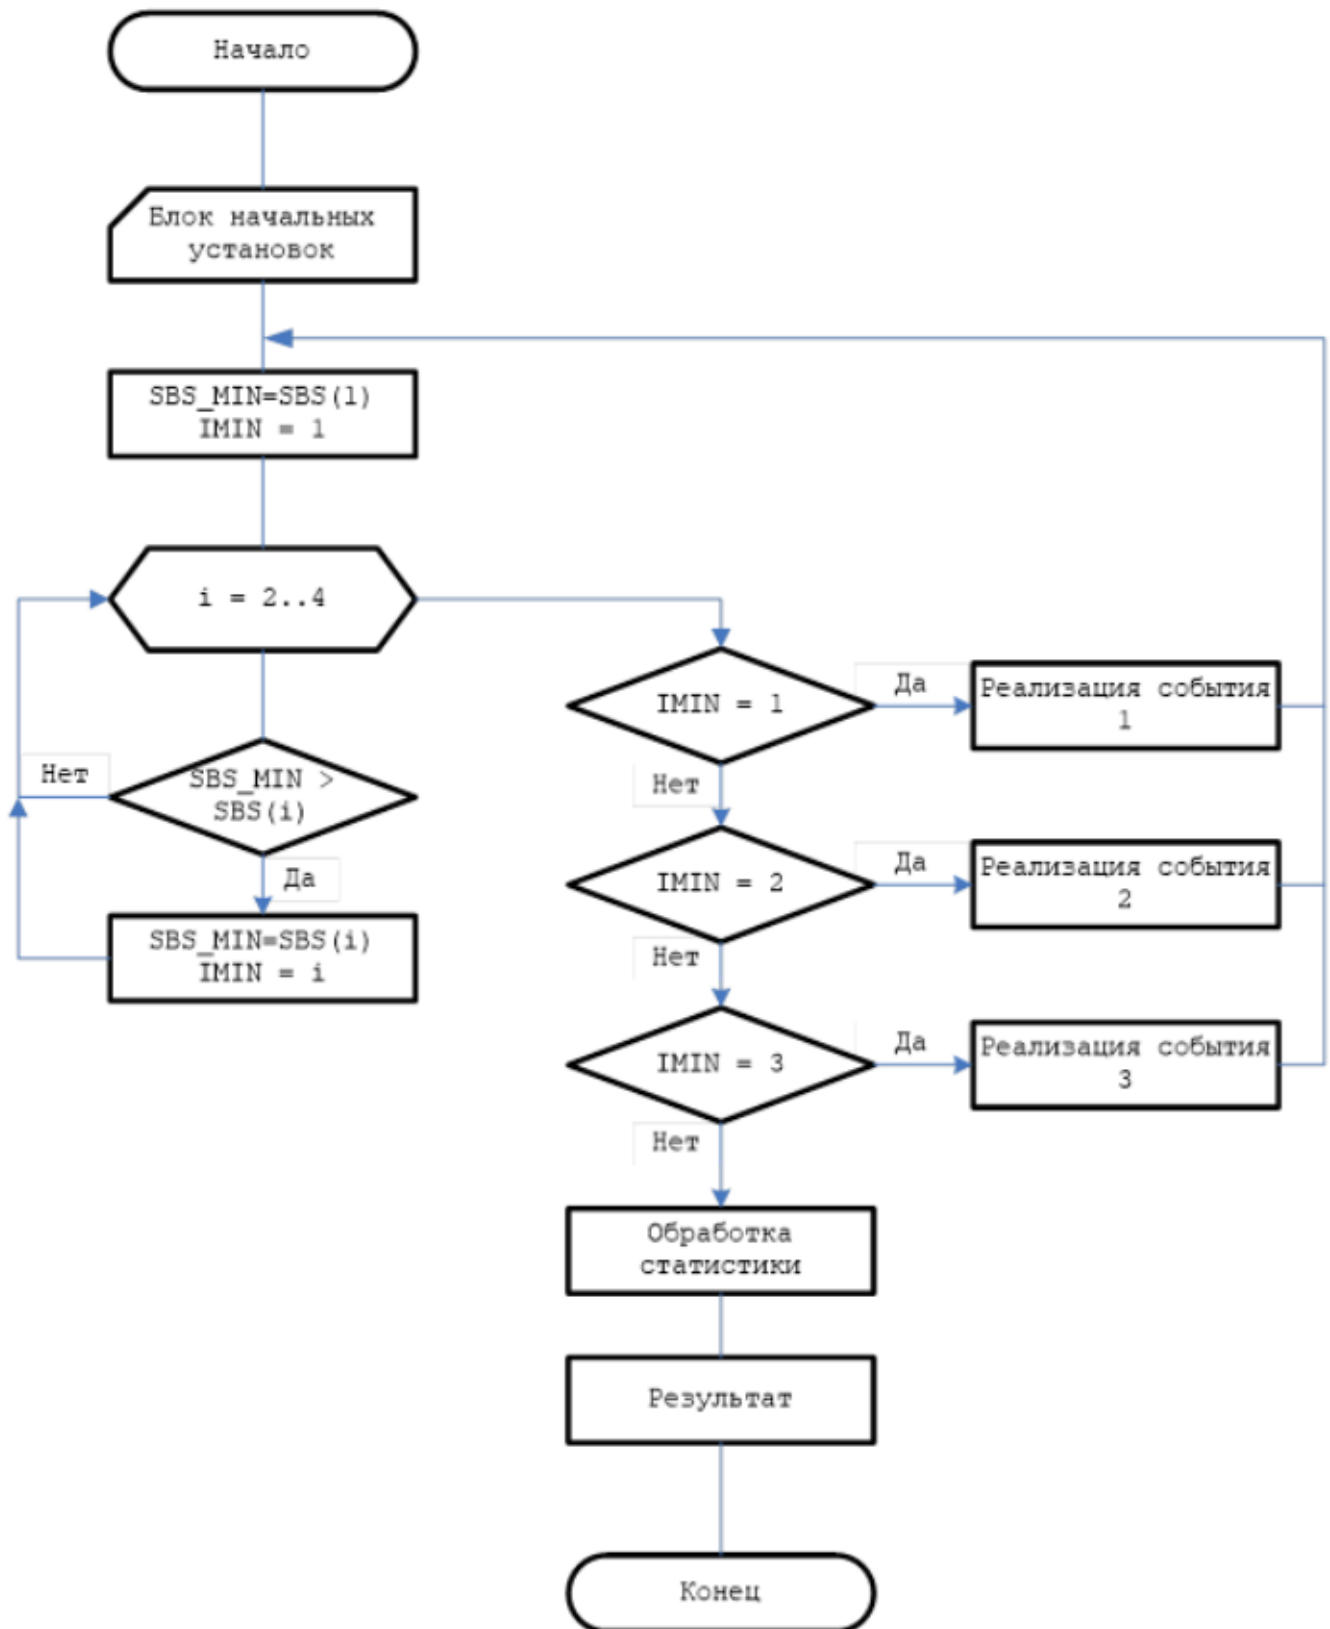 Начало
Блок начальных
установок
SBS_MIN=SBS(1)
IMIN = 1
i = 2..4
SBS_MIN >
SBS(i)
Нет
Да
SBS_MIN=SBS(i)
IMIN = i
IMIN = 1
Да
Реализация события
1
Нет
IMIN = 2
Да
Реализация события
2
Нет
IMIN = 3
Да
Реализация события
3
Нет
Обработка
статистики
Результат
Конец